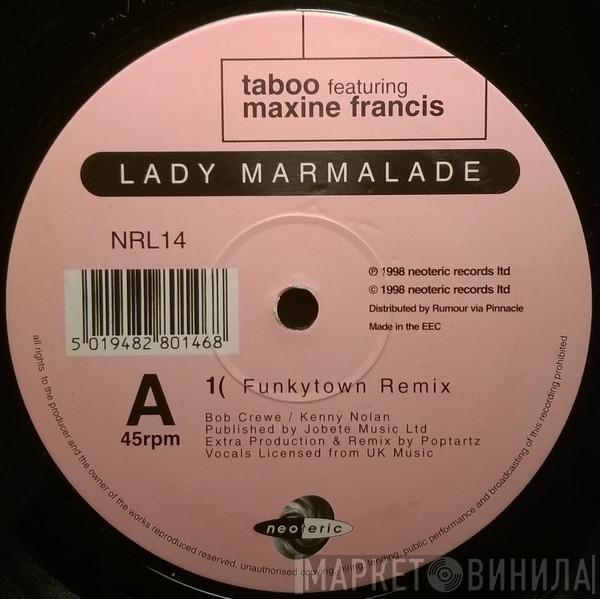 taboo featuring
maxine francis
LADY MARMALADE
NRL14
℗ 1998 neoteric records ltd
© 1998 neoteric records ltd
Distributed by Rumour via Pinnacle
Made in the EEC
5 019482 801468
A
45rpm
1( Funkytown Remix
Bob Crewe / Kenny Nolan
Published by Jobete Music Ltd
Extra Production & Remix by Poptartz
Vocals Licensed from UK Music
neoteric
all rights to the producer and the owner of the works reproduced reserved, unauthorised copying, hiring, lending, public performance and broadcasting of this recording prohibited
МАРКЕТ ВИНИЛА